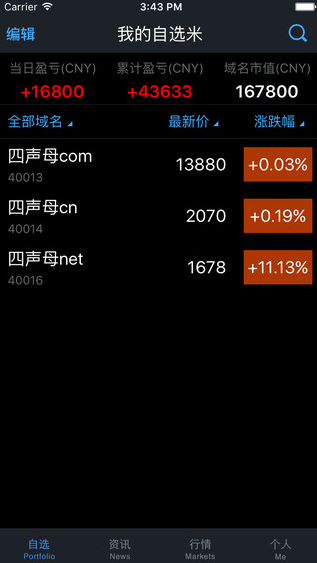 Carrier 3:43 PM
编辑 我的自选米
当日盈亏(CNY) 累计盈亏(CNY) 域名市值(CNY)
+16800 +43633 167800
全部域名 最新价 涨跌幅
四声母com 13880 +0.03%
40013
四声母cn 2070 +0.19%
40014
四声母net 1678 +11.13%
40016
自选 资讯 行情 个人
Portfolio News Markets Me